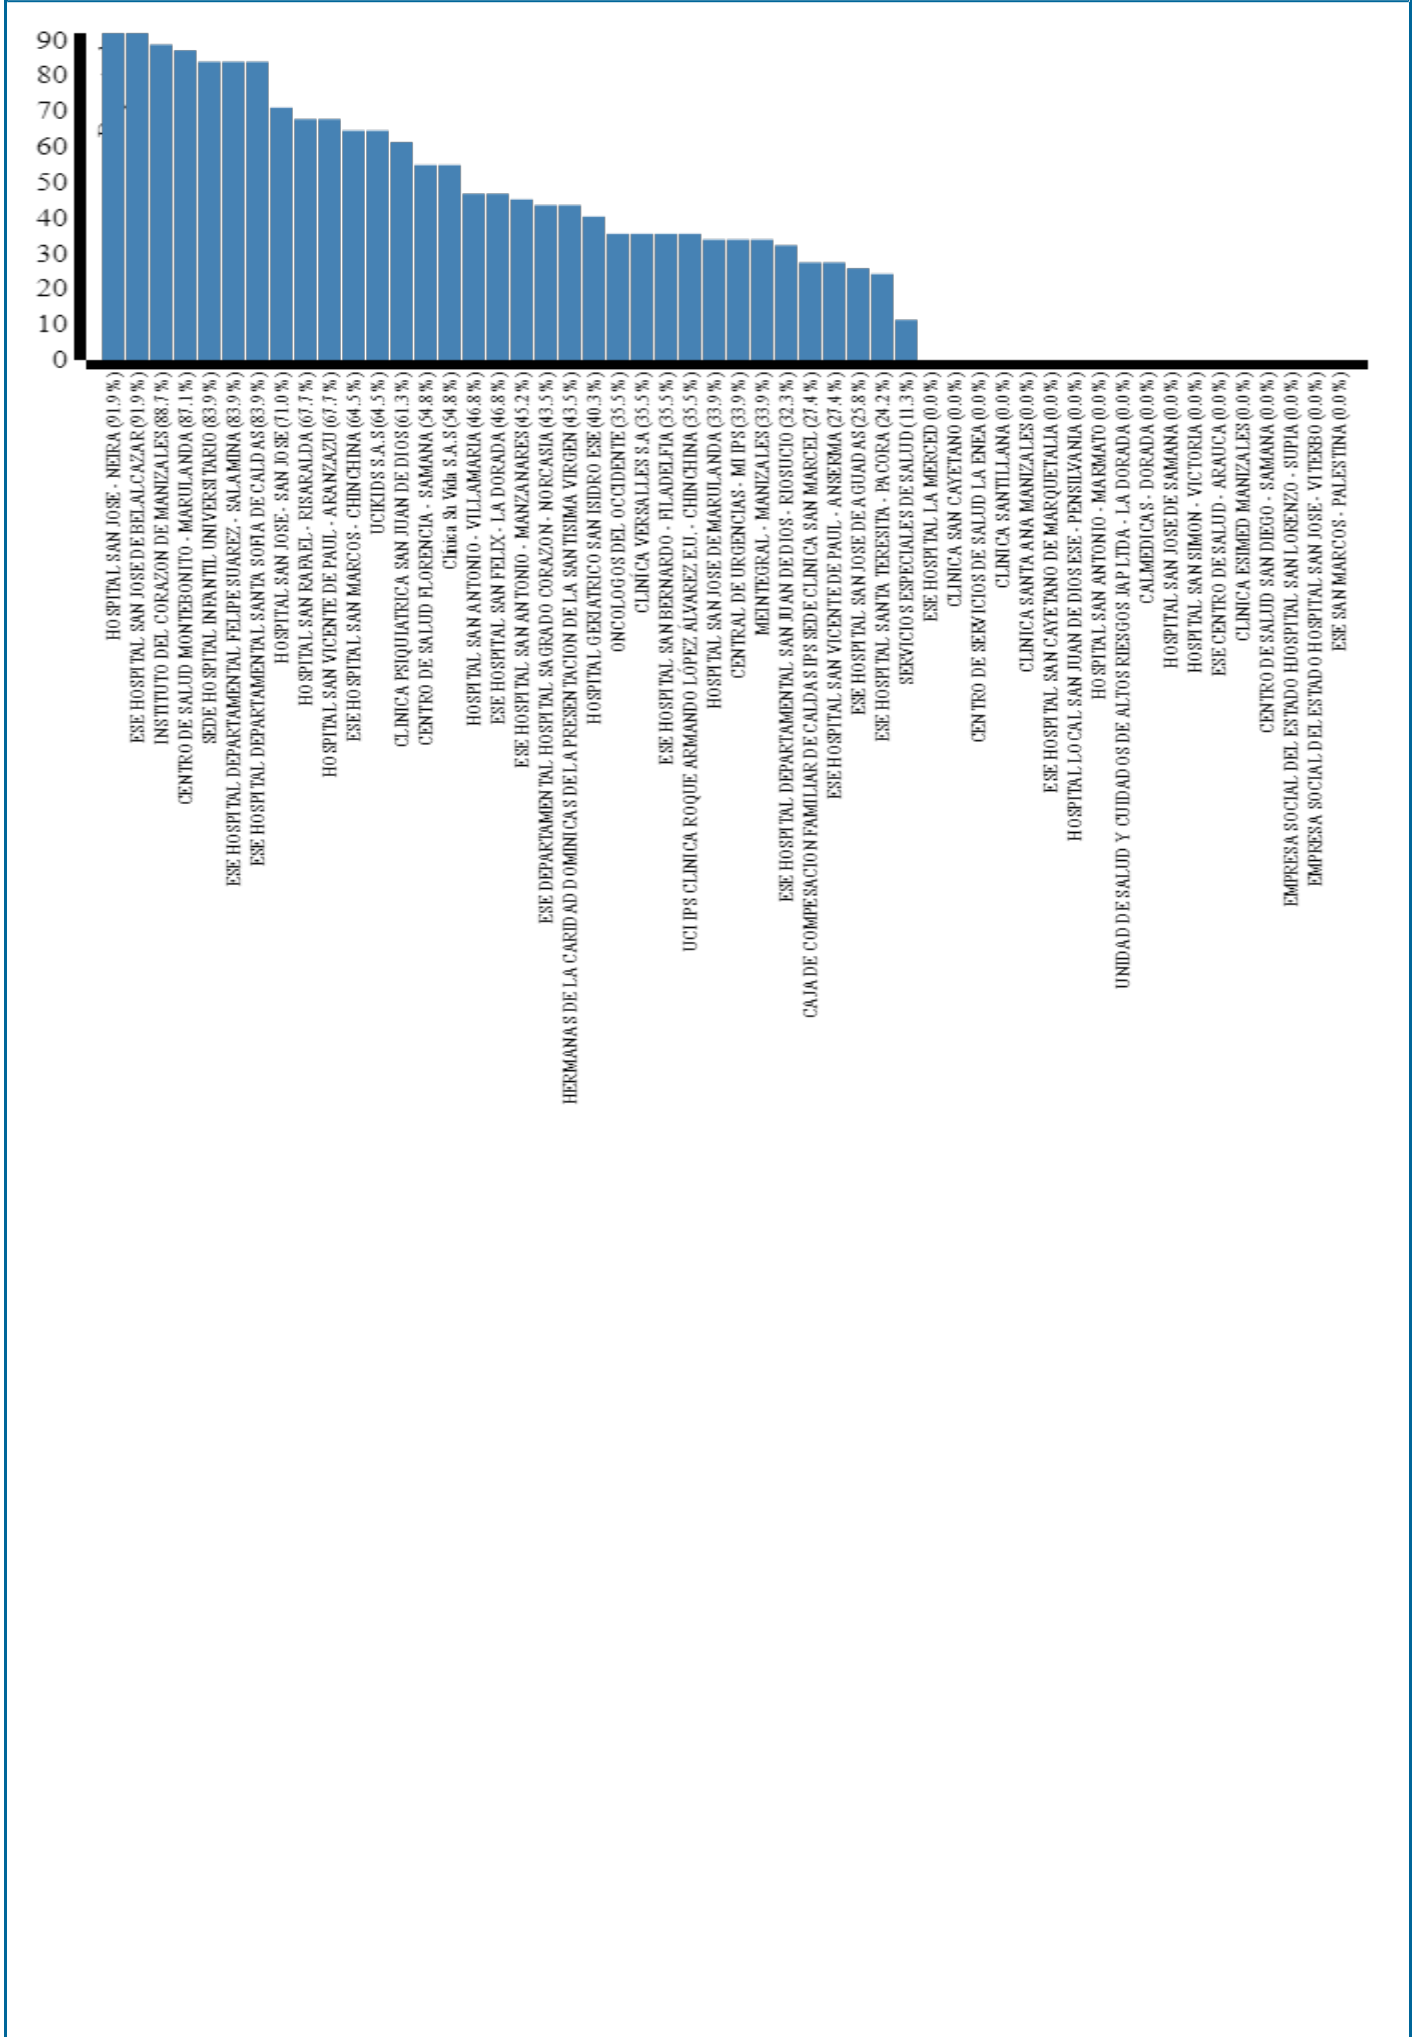 90
80
70
60
50
40
30
20
10
0
HOSPITAL SAN JOSE - NEIRA (91.9 %)
ESE HOSPITAL SAN JOSE DE BELALCAZAR (91.9 %)
INSTITUTO DEL CORAZON DE MANIZALES (88.7 %)
CENTRO DE SALUD MONTEBONITO - MARULANDA (87.1 %)
SEDE HOSPITAL INFANTIL UNIVERSITARIO (83.9 %)
ESE HOSPITAL DEPARTAMENTAL FELIPE SUAREZ - SALAMINA (83.9 %)
ESE HOSPITAL DEPARTAMENTAL SANTA SOFIA DE CALDAS (83.9 %)
HOSPITAL SAN JOSE - SAN JOSE (71.0 %)
HOSPITAL SAN RAFAEL - RISARALDA (67.7 %)
HOSPITAL SAN VICENTE DE PAUL - ARANZAZU (67.7 %)
ESE HOSPITAL SAN MARCOS - CHINCHINA (64.5 %)
UCIKIDS S.A.S (64.5 %)
CLINICA PSIQUIATRICA SAN JUAN DE DIOS (61.3 %)
CENTRO DE SALUD FLORENCIA - SAMANA (54.8 %)
Clínica Su Vida S.A.S (54.8 %)
HOSPITAL SAN ANTONIO - VILLAMARIA (46.8 %)
ESE HOSPITAL SAN FELIX - LA DORADA (46.8 %)
ESE HOSPITAL SAN ANTONIO - MANZANARES (45.2 %)
ESE DEPARTAMENTAL HOSPITAL SAGRADO CORAZON - NORCASIA (43.5 %)
HERMANAS DE LA CARIDAD DOMINICAS DE LA PRESENTACION DE LA SANTISIMA VIRGEN (43.5 %)
HOSPITAL GERIATRICO SAN ISIDRO ESE (40.3 %)
ONCOLOGOS DEL OCCIDENTE (35.5 %)
CLINÍCA VERSALLES S.A (35.5 %)
ESE HOSPITAL SAN BERNARDO - FILADELFIA (35.5 %)
UCI IPS CLINICA ROQUE ARMANDO LÓPEZ ÁLVAREZ E.U. - CHINCHINA (35.5 %)
HOSPITAL SAN JOSE DE MARULANDA (33.9 %)
CENTRAL DE URGENCIAS - MI IPS (33.9 %)
MEINTEGRAL - MANIZALES (33.9 %)
ESE HOSPITAL DEPARTAMENTAL SAN JUAN DE DIOS - RIOSUCIO (32.3 %)
CAJA DE COMPESACION FAMILIAR DE CALDAS IPS SEDE CLINICA SAN MARCEL (27.4 %)
ESE HOSPITAL SAN VICENTE DE PAUL - ANSERMA (27.4 %)
ESE HOSPITAL SAN JOSE DE AGUADAS (25.8 %)
ESE HOSPITAL SANTA TERESITA - PACORA (24.2 %)
SERVICIOS ESPECIALES DE SALUD (11.3 %)
ESE HOSPITAL LA MERCED (0.0 %)
CLINICA SAN CAYETANO (0.0 %)
CENTRO DE SERVICIOS DE SALUD LA ENEA (0.0 %)
CLINICA SANTILLANA (0.0 %)
CLINICA SANTA ANA MANIZALES (0.0 %)
ESE HOSPITAL SAN CAYETANO DE MARQUETALIA (0.0 %)
HOSPITAL LOCAL SAN JUAN DE DIOS ESE - PENSILVANIA (0.0 %)
HOSPITAL SAN ANTONIO - MARMATO (0.0 %)
UNIDAD DE SALUD Y CUIDADOS DE ALTOS RIESGOS JAP LTDA - LA DORADA (0.0 %)
CALMEDICAS - DORADA (0.0 %)
HOSPITAL SAN JOSE DE SAMANA (0.0 %)
HOSPITAL SAN SIMON - VICTORIA (0.0 %)
ESE CENTRO DE SALUD - ARAUCA (0.0 %)
CLINICA ESIMED MANIZALES (0.0 %)
CENTRO DE SALUD SAN DIEGO - SAMANA (0.0 %)
EMPRESA SOCIAL DEL ESTADO HOSPITAL SAN LORENZO - SUPIA (0.0 %)
EMPRESA SOCIAL DEL ESTADO HOSPITAL SAN JOSE - VITERBO (0.0 %)
ESE SAN MARCOS - PALESTINA (0.0 %)